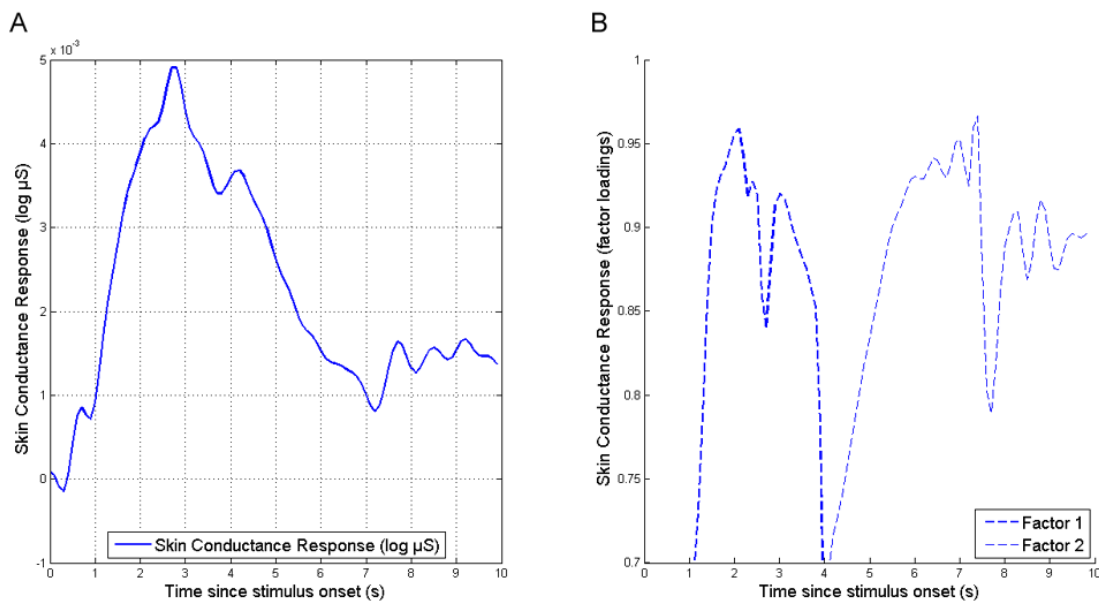 A
x 10-3
5
4
3
2
1
0
-1
Skin Conductance Response (log µS)
Skin Conductance Response (log µS)
0 1 2 3 4 5 6 7 8 9 10
Time since stimulus onset (s)
B
1
0.95
0.9
0.85
0.8
0.75
0.7
Skin Conductance Response (factor loadings)
Factor 1
Factor 2
0 1 2 3 4 5 6 7 8 9 10
Time since stimulus onset (s)